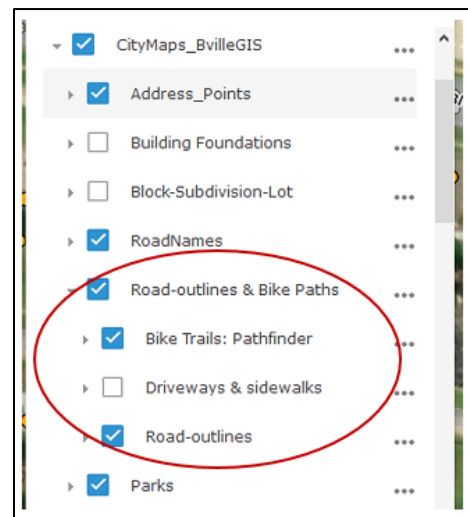 CityMaps_BvilleGIS
Address_Points
Building Foundations
Block-Subdivision-Lot
RoadNames
Road-outlines & Bike Paths
Bike Trails: Pathfinder
Driveways & sidewalks
Road-outlines
Parks